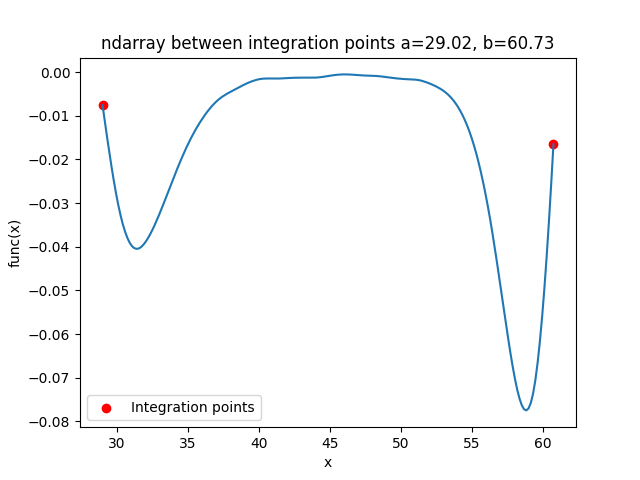 ndarray between integration points a=29.02, b=60.73
0.00
−0.01
−0.02
−0.03
−0.04
−0.05
−0.06
−0.07
−0.08
func(x)
Integration points
30 35 40 45 50 55 60
x